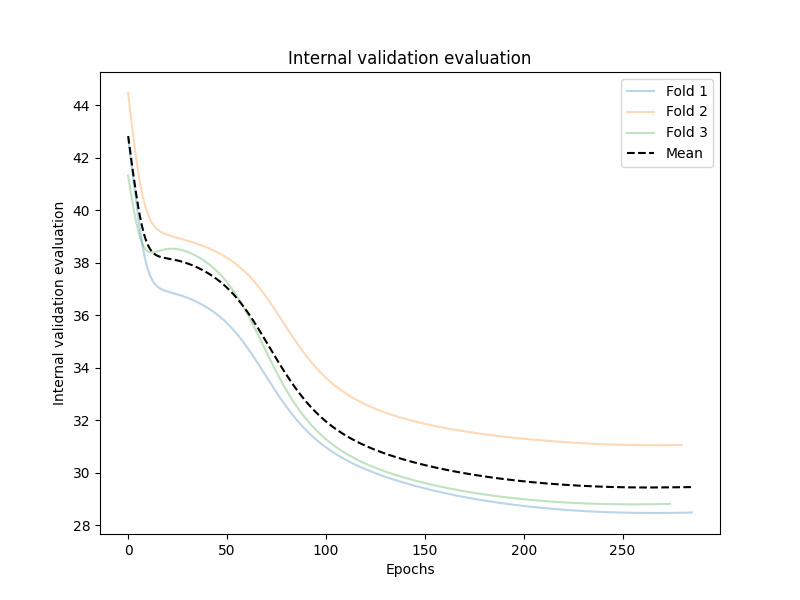 Internal validation evaluation
Fold 1
Fold 2
Fold 3
Mean
Internal validation evaluation
44
42
40
38
36
34
32
30
28
0 50 100 150 200 250
Epochs